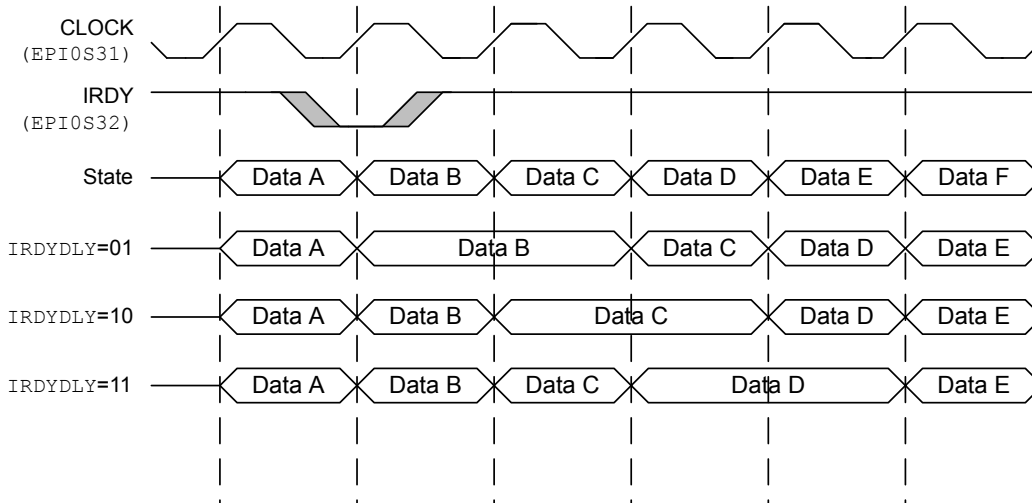 CLOCK
(EPI0S31)
IRDY
(EPI0S32)
State Data A Data B Data C Data D Data E Data F
IRDYDLY=01 Data A Data B Data C Data D Data E
IRDYDLY=10 Data A Data B Data C Data D Data E
IRDYDLY=11 Data A Data B Data C Data D Data E